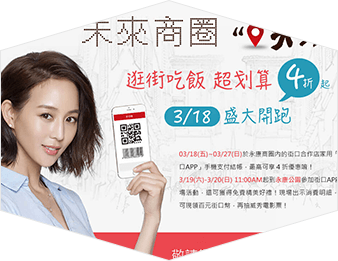 未來商圈 "
逛街吃飯 超划算 4折 起
3/18 盛大開跑
03/18(五)~03/27(日)於永康商圈內的街口合作店家用「
口APP」手機支付結帳,最高可享 4 折優惠喲!
3/19(六)-3/20(日) 11:00AM起到永康公園參加街口APP
場活動,還可獲得免費精美好禮!現場出示消費明細,
可現領百元街口幣,再抽威秀電影票!